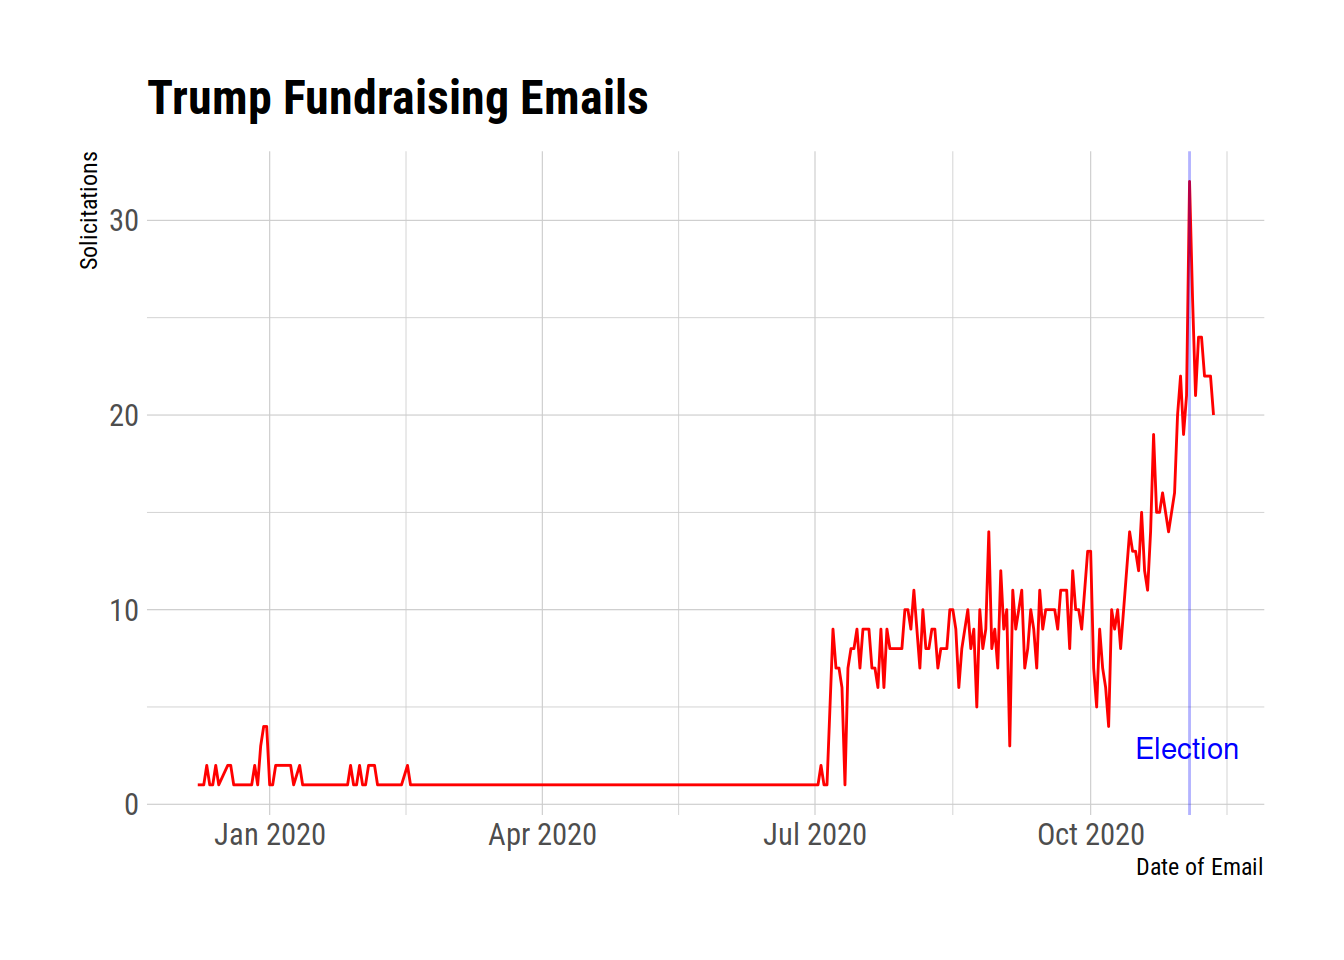 Trump Fundraising Emails
Solicitations
30
20
10
0
Election
Jan 2020
Apr 2020
Jul 2020
Oct 2020
Date of Email